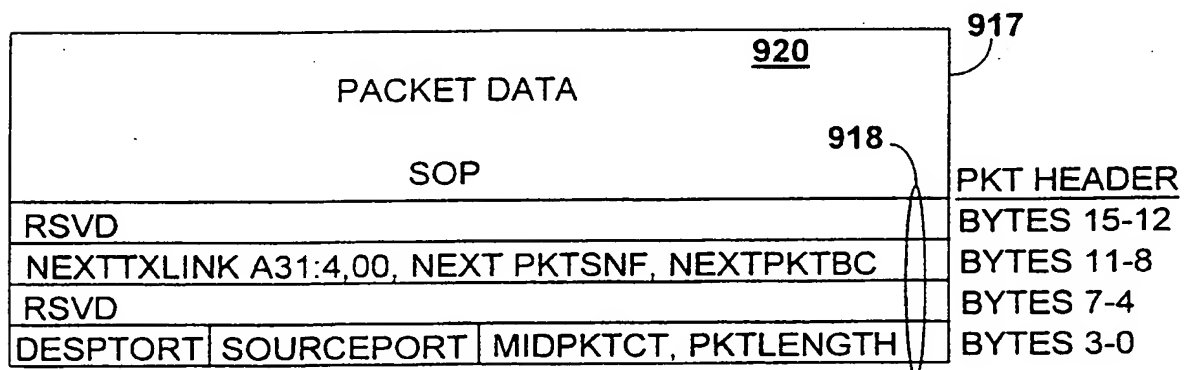 917
920
PACKET DATA
918
SOP
PKT HEADER
RSVD BYTES 15-12
NEXTTXLINK A31:4,00, NEXT PKTSNF, NEXTPKTBC BYTES 11-8
RSVD BYTES 7-4
DESPTORT SOURCEPORT MIDPKTCT, PKTLENGTH BYTES 3-0